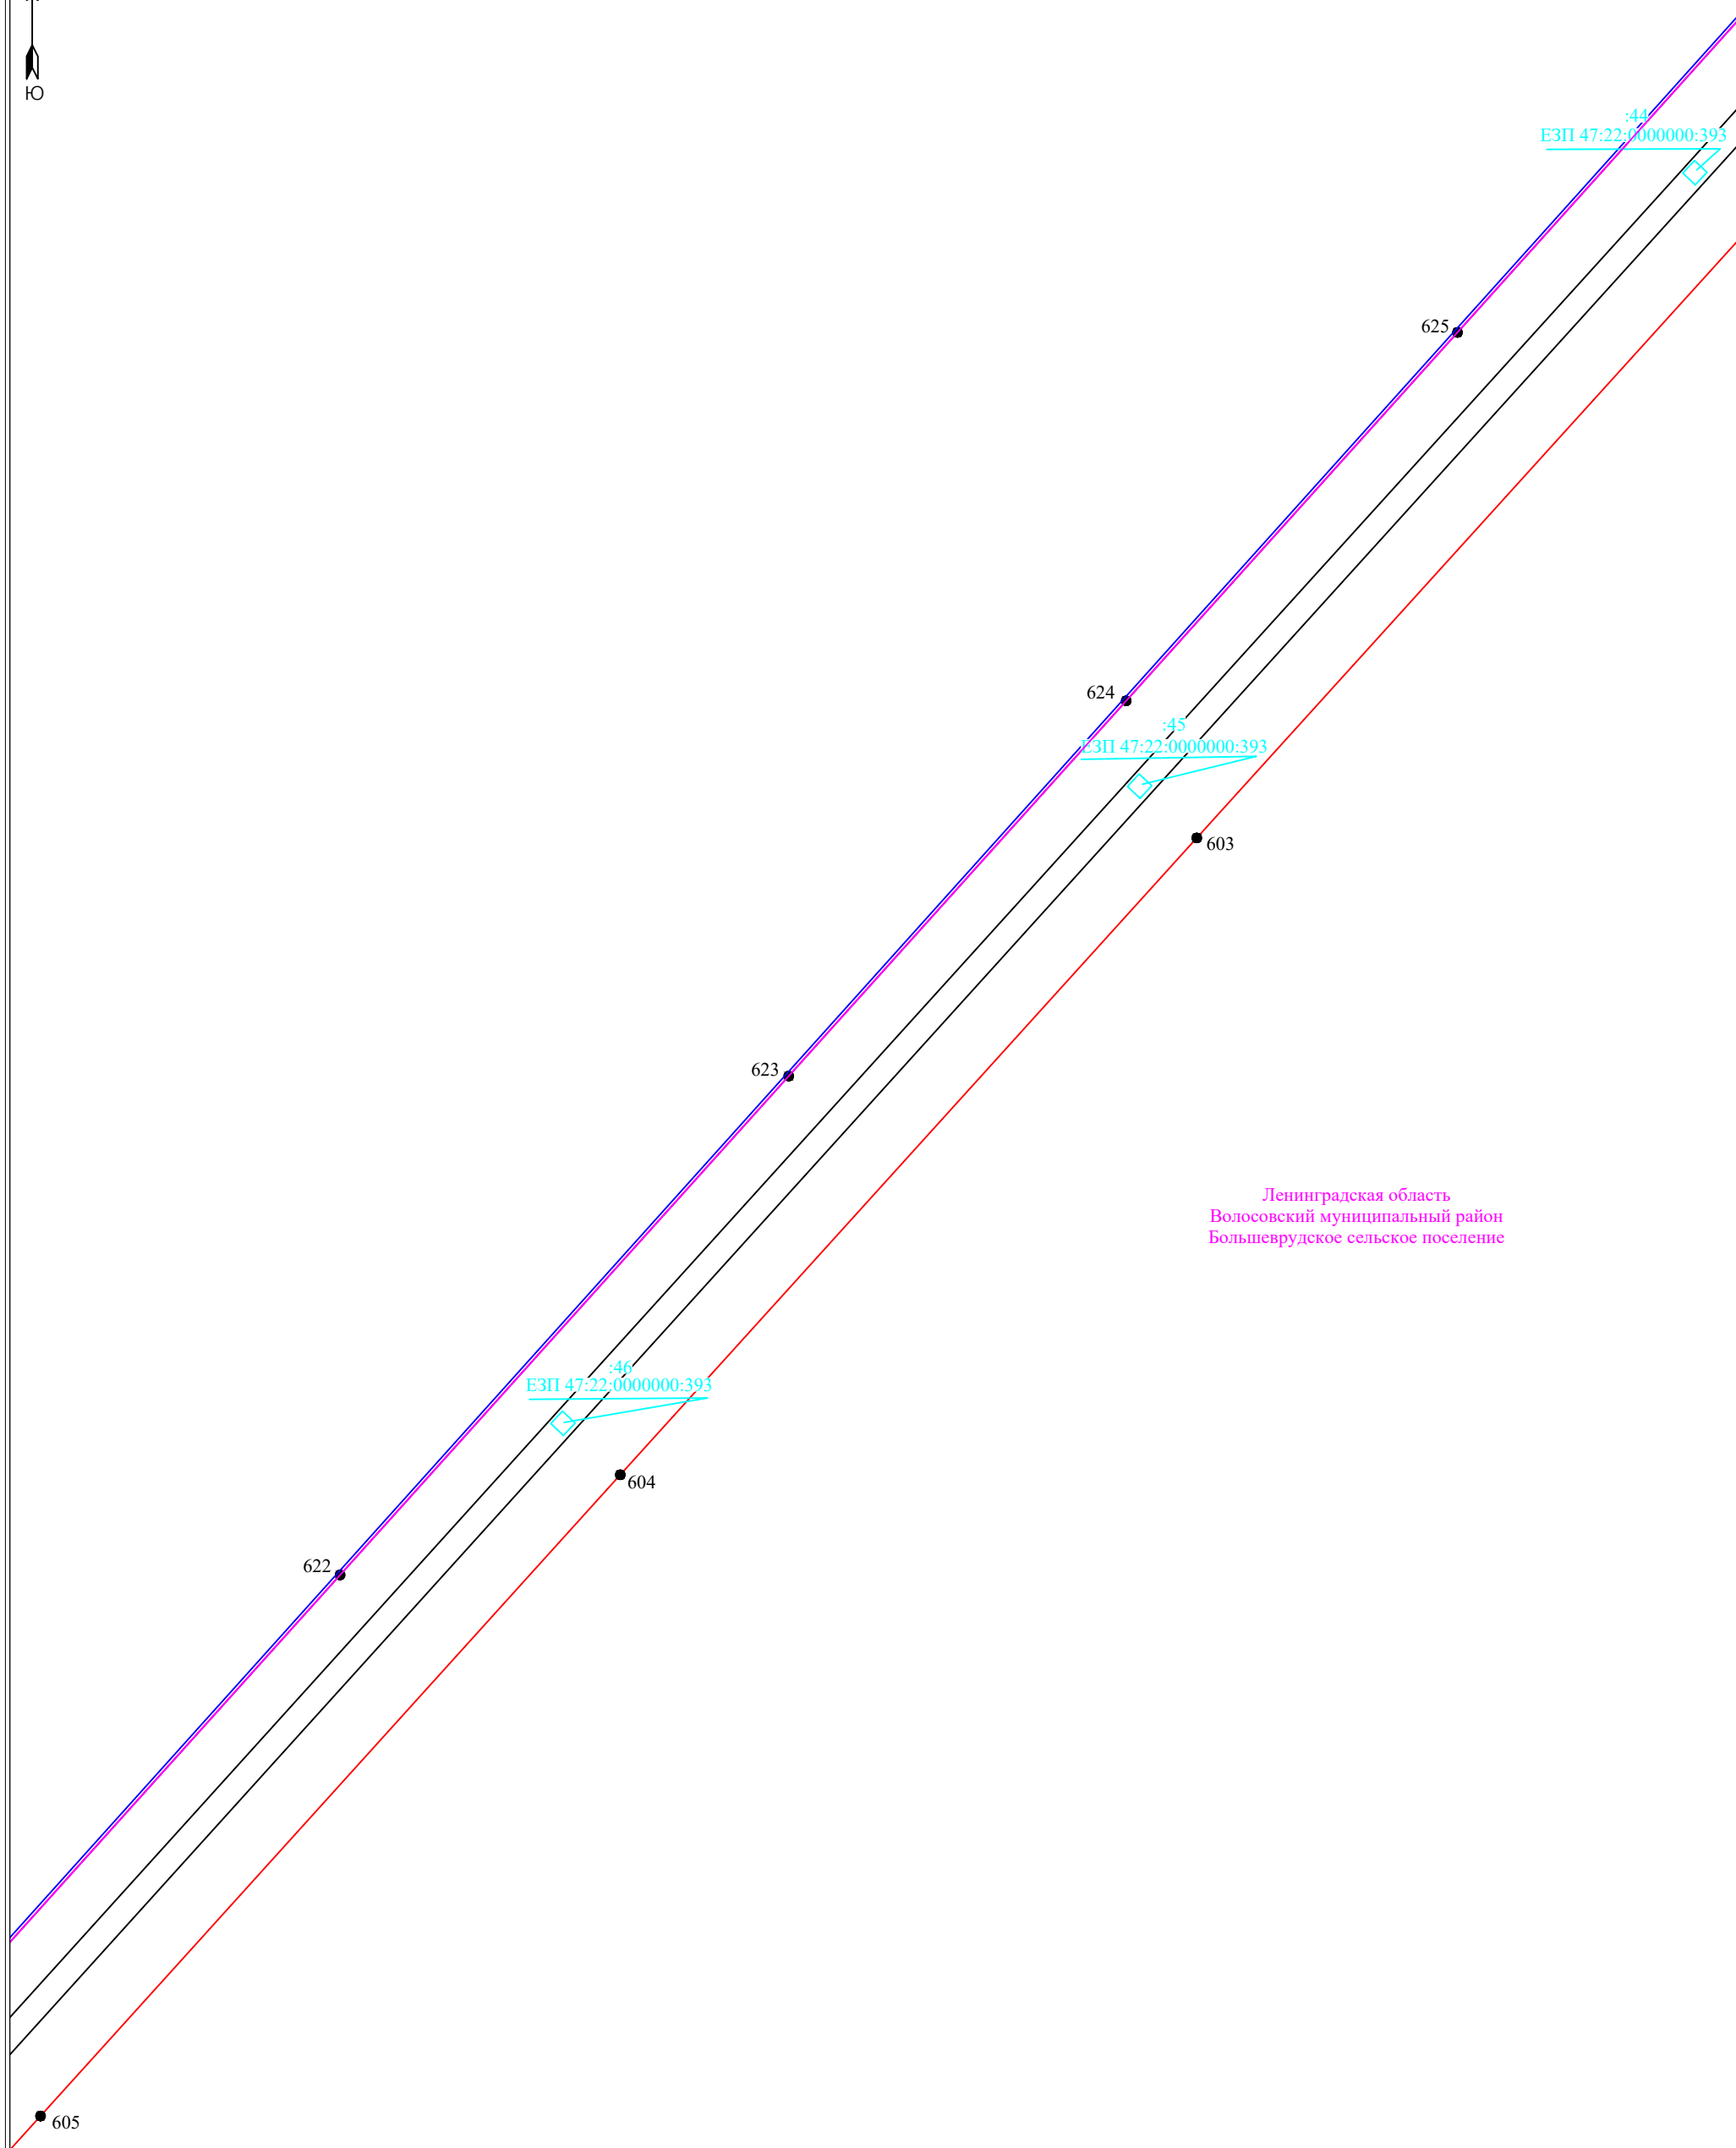 Ю
:44
ЕЗП 47:22:0000000:393
625
624
:45
ЕЗП 47:22:0000000:393
603
623
Ленинградская область
Волосовский муниципальный район
Большеврудское сельское поселение
:46
ЕЗП 47:22:0000000:393
604
622
605